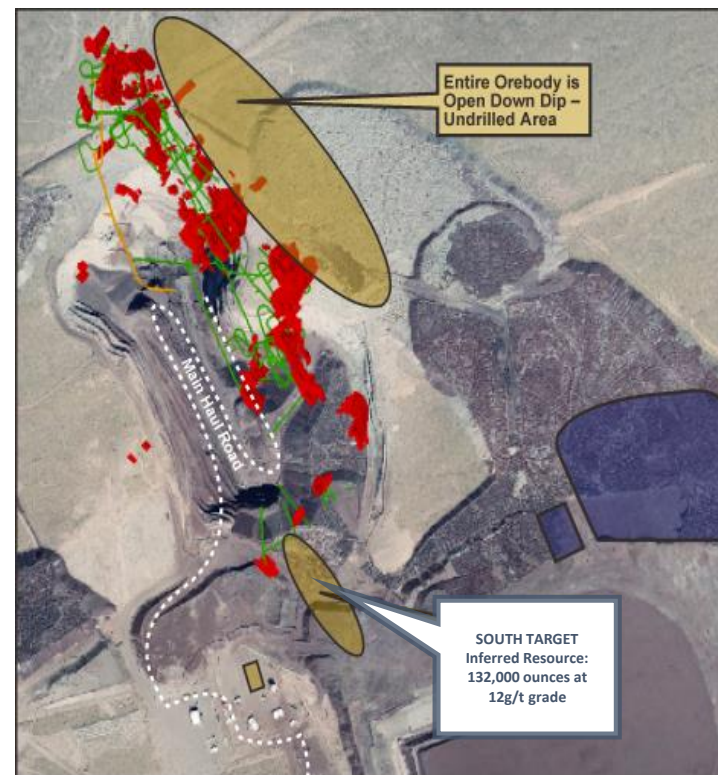 Entire Orebody is
Open Down Dip –
Undrilled Area
Main Haul Road
SOUTH TARGET
Inferred Resource:
132,000 ounces at
12g/t grade